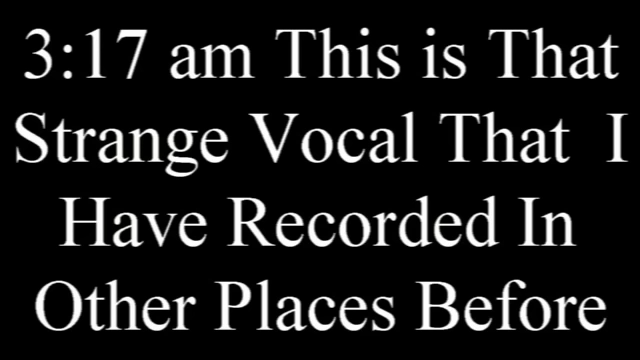 3:17 am This is That
Strange Vocal That I
Have Recorded In
Other Places Before